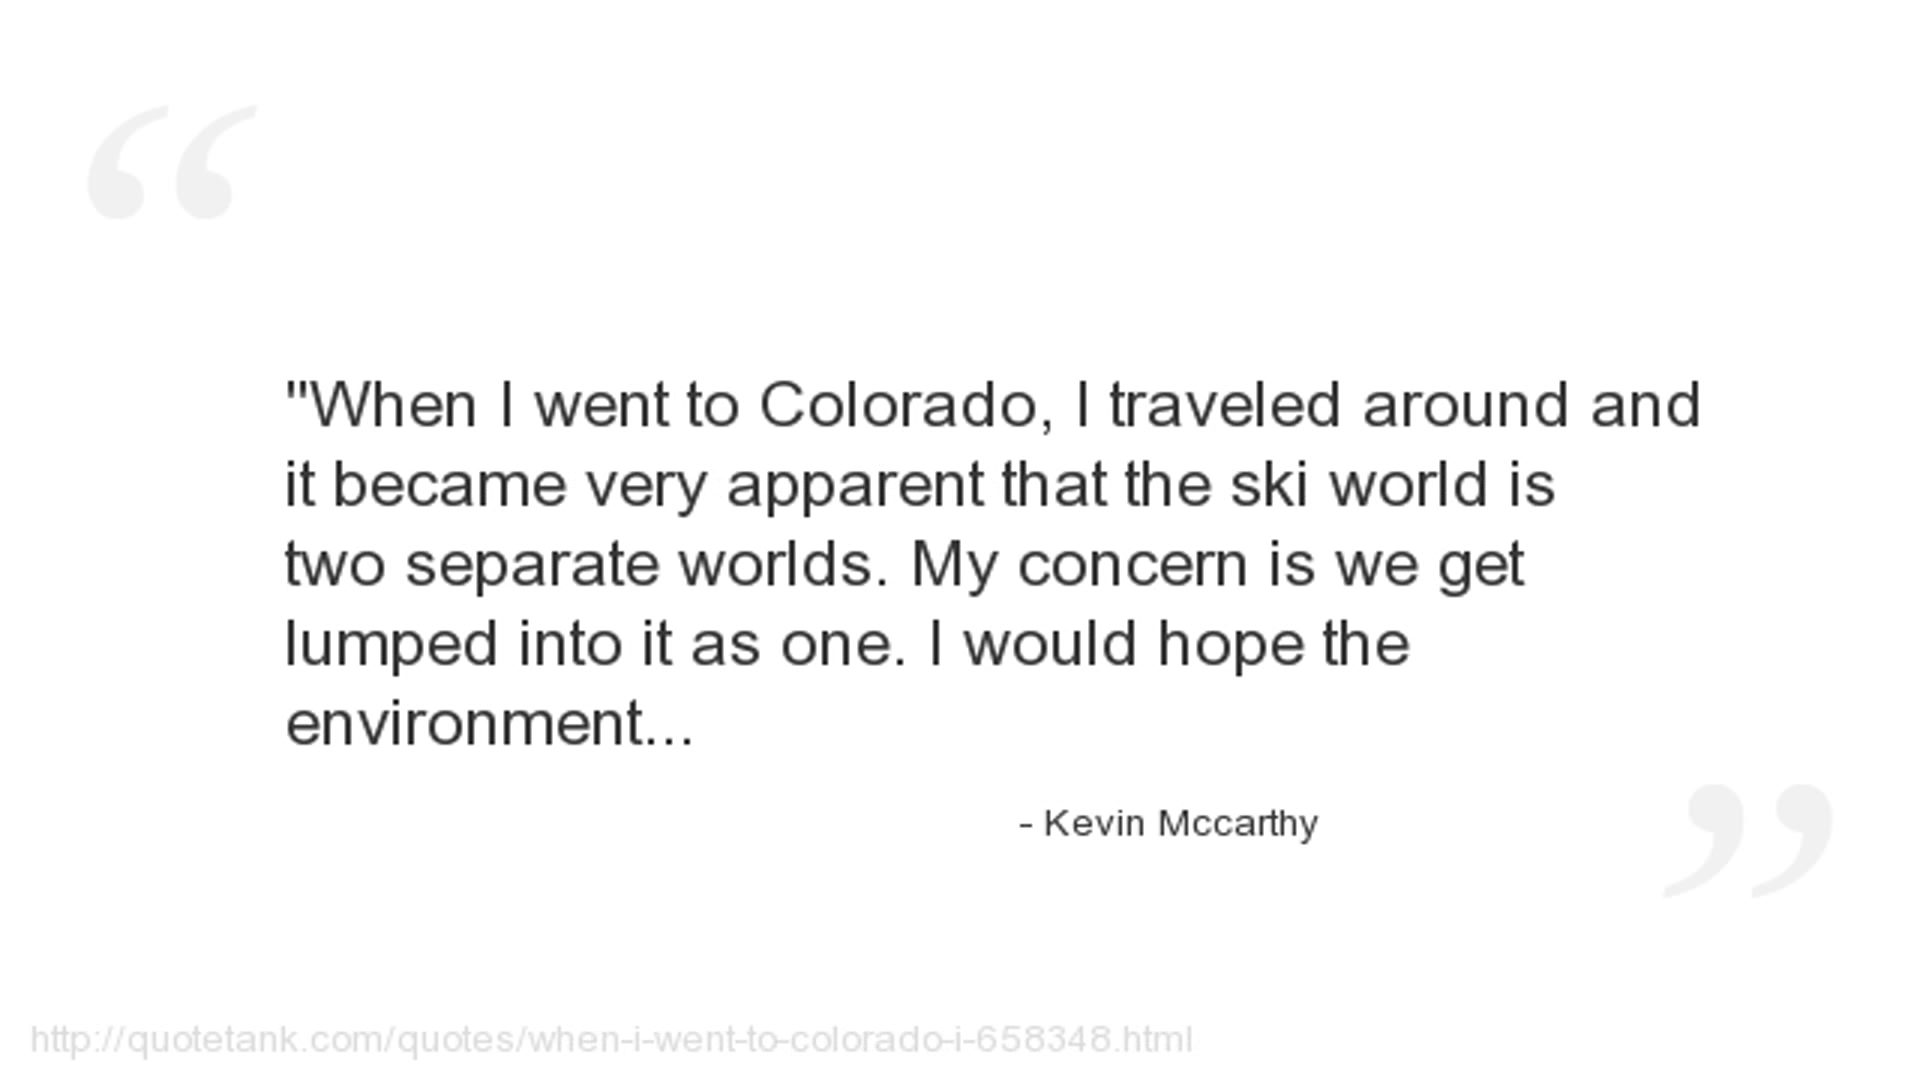 "When I went to Colorado, I traveled around and
it became very apparent that the ski world is
two separate worlds. My concern is we get
lumped into it as one. I would hope the
environment...
- Kevin Mccarthy
http://quotetank.com/quotes/when-i-went-to-colorado-i-658348.html